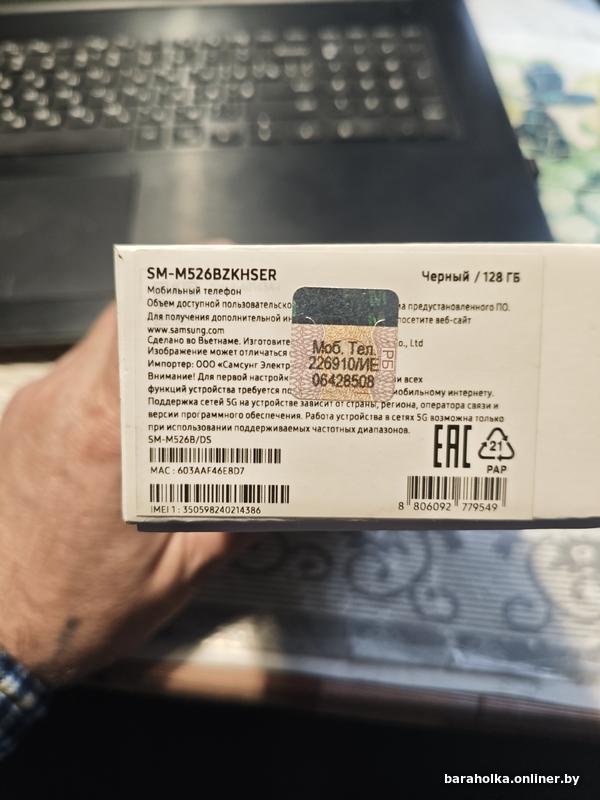 SM-M526BZKHSER
Черный / 128 ГБ
Мобильный телефон
Объем доступной пользовательско на предустановленного ПО.
Для получения дополнительной ин посетите веб-сайт
www.samsung.com
Сделано во Вьетнаме. Изготовите Co., Ltd
Изображение может отличаться о
Импортер: ООО «Самсунг Электр
Внимание! Для первой настройк и всех
функций устройства требуется по мобильному интернету.
Поддержка сетей 5G на устройстве зависит от страны, региона, оператора связи и
версии программного обеспечения. Работа устройства в сетях 5G возможна только
при использовании поддерживаемых частотных диапазонов.
Моб. Тел.
226910/ИЕ
06428508
РБ
SM-M526B/DS
MAC : 603AAF46E8D7
IMEI 1 : 350598240214386
EAC
21
PAP
8 806092 779549
baraholka.onliner.by